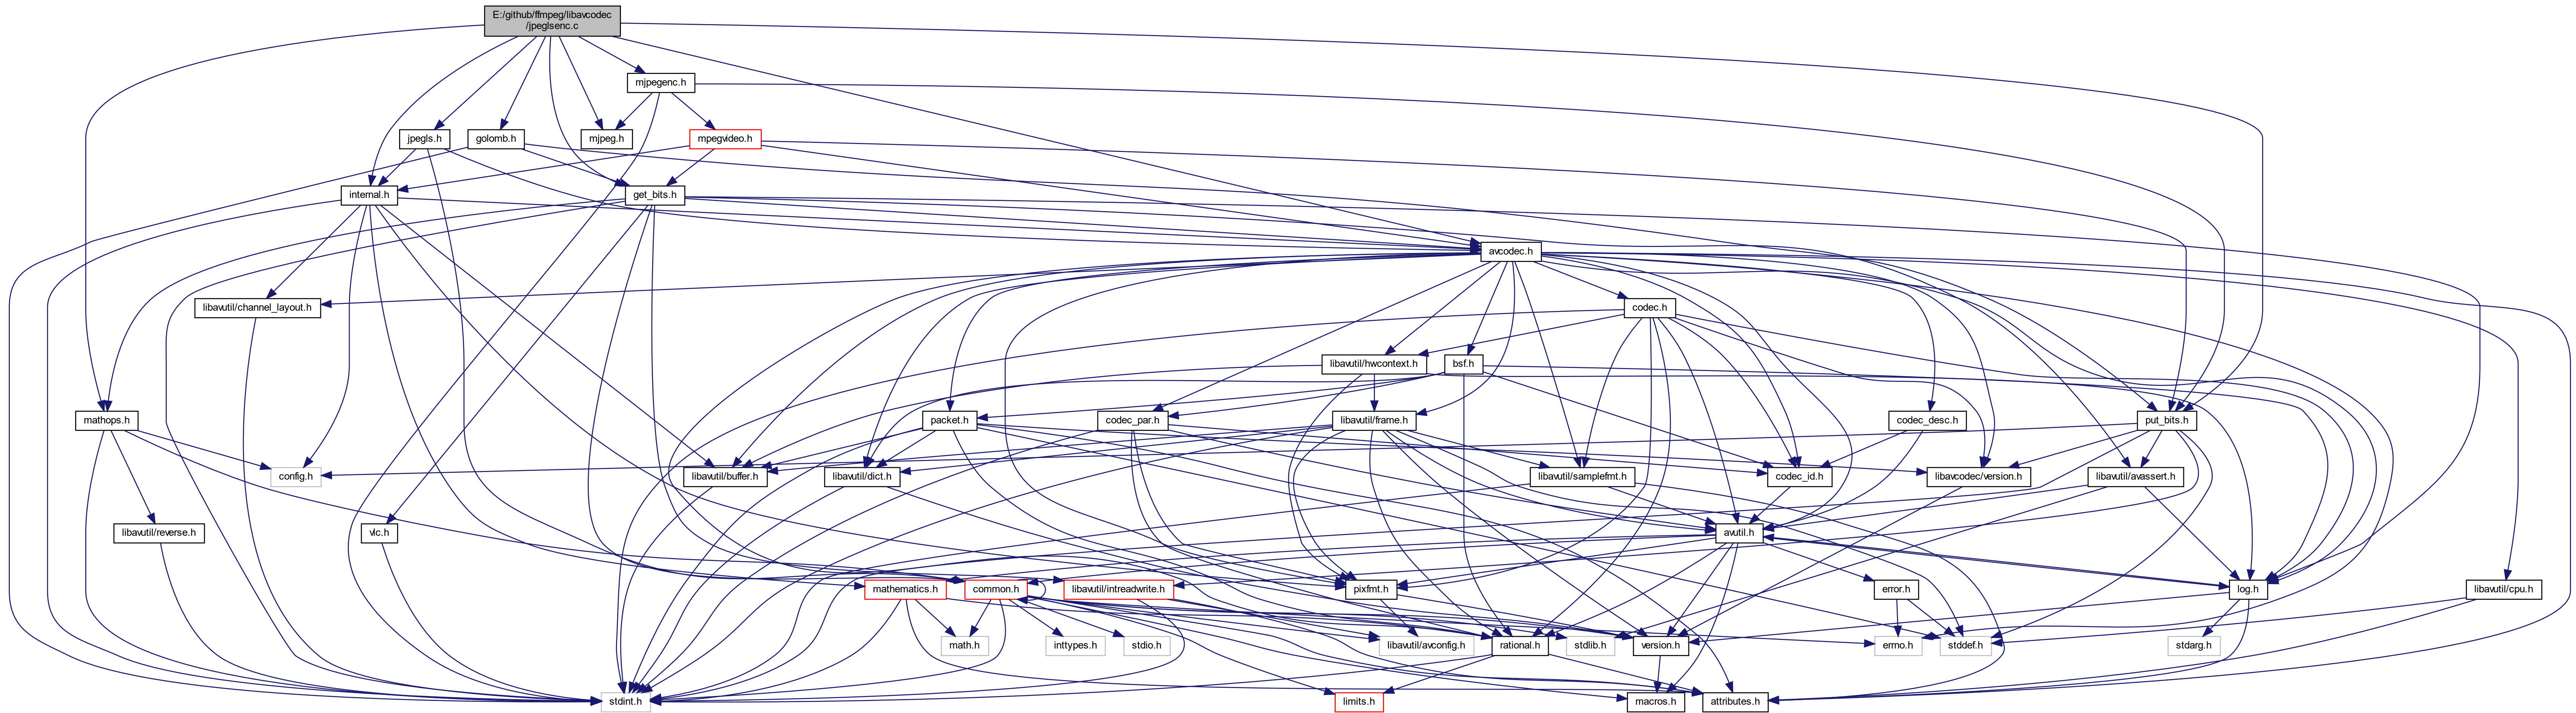 E:/github/ffmpeg/libavcodec
/jpeglsenc.c
mjpegenc.h
jpegls.h
golomb.h
mjpeg.h
mpegvideo.h
internal.h
get_bits.h
avcodec.h
libavutil/channel_layout.h
codec.h
libavutil/hwcontext.h
bsf.h
mathops.h
packet.h
codec_par.h
libavutil/frame.h
codec_desc.h
put_bits.h
config.h
libavutil/buffer.h
libavutil/dict.h
libavutil/samplefmt.h
codec_id.h
libavcodec/version.h
libavutil/avassert.h
libavutil/reverse.h
vlc.h
avutil.h
mathematics.h
common.h
libavutil/intreadwrite.h
pixfmt.h
error.h
log.h
libavutil/cpu.h
math.h
inttypes.h
stdio.h
libavutil/avconfig.h
rational.h
stdlib.h
version.h
errno.h
stddef.h
stdarg.h
stdint.h
limits.h
macros.h
attributes.h